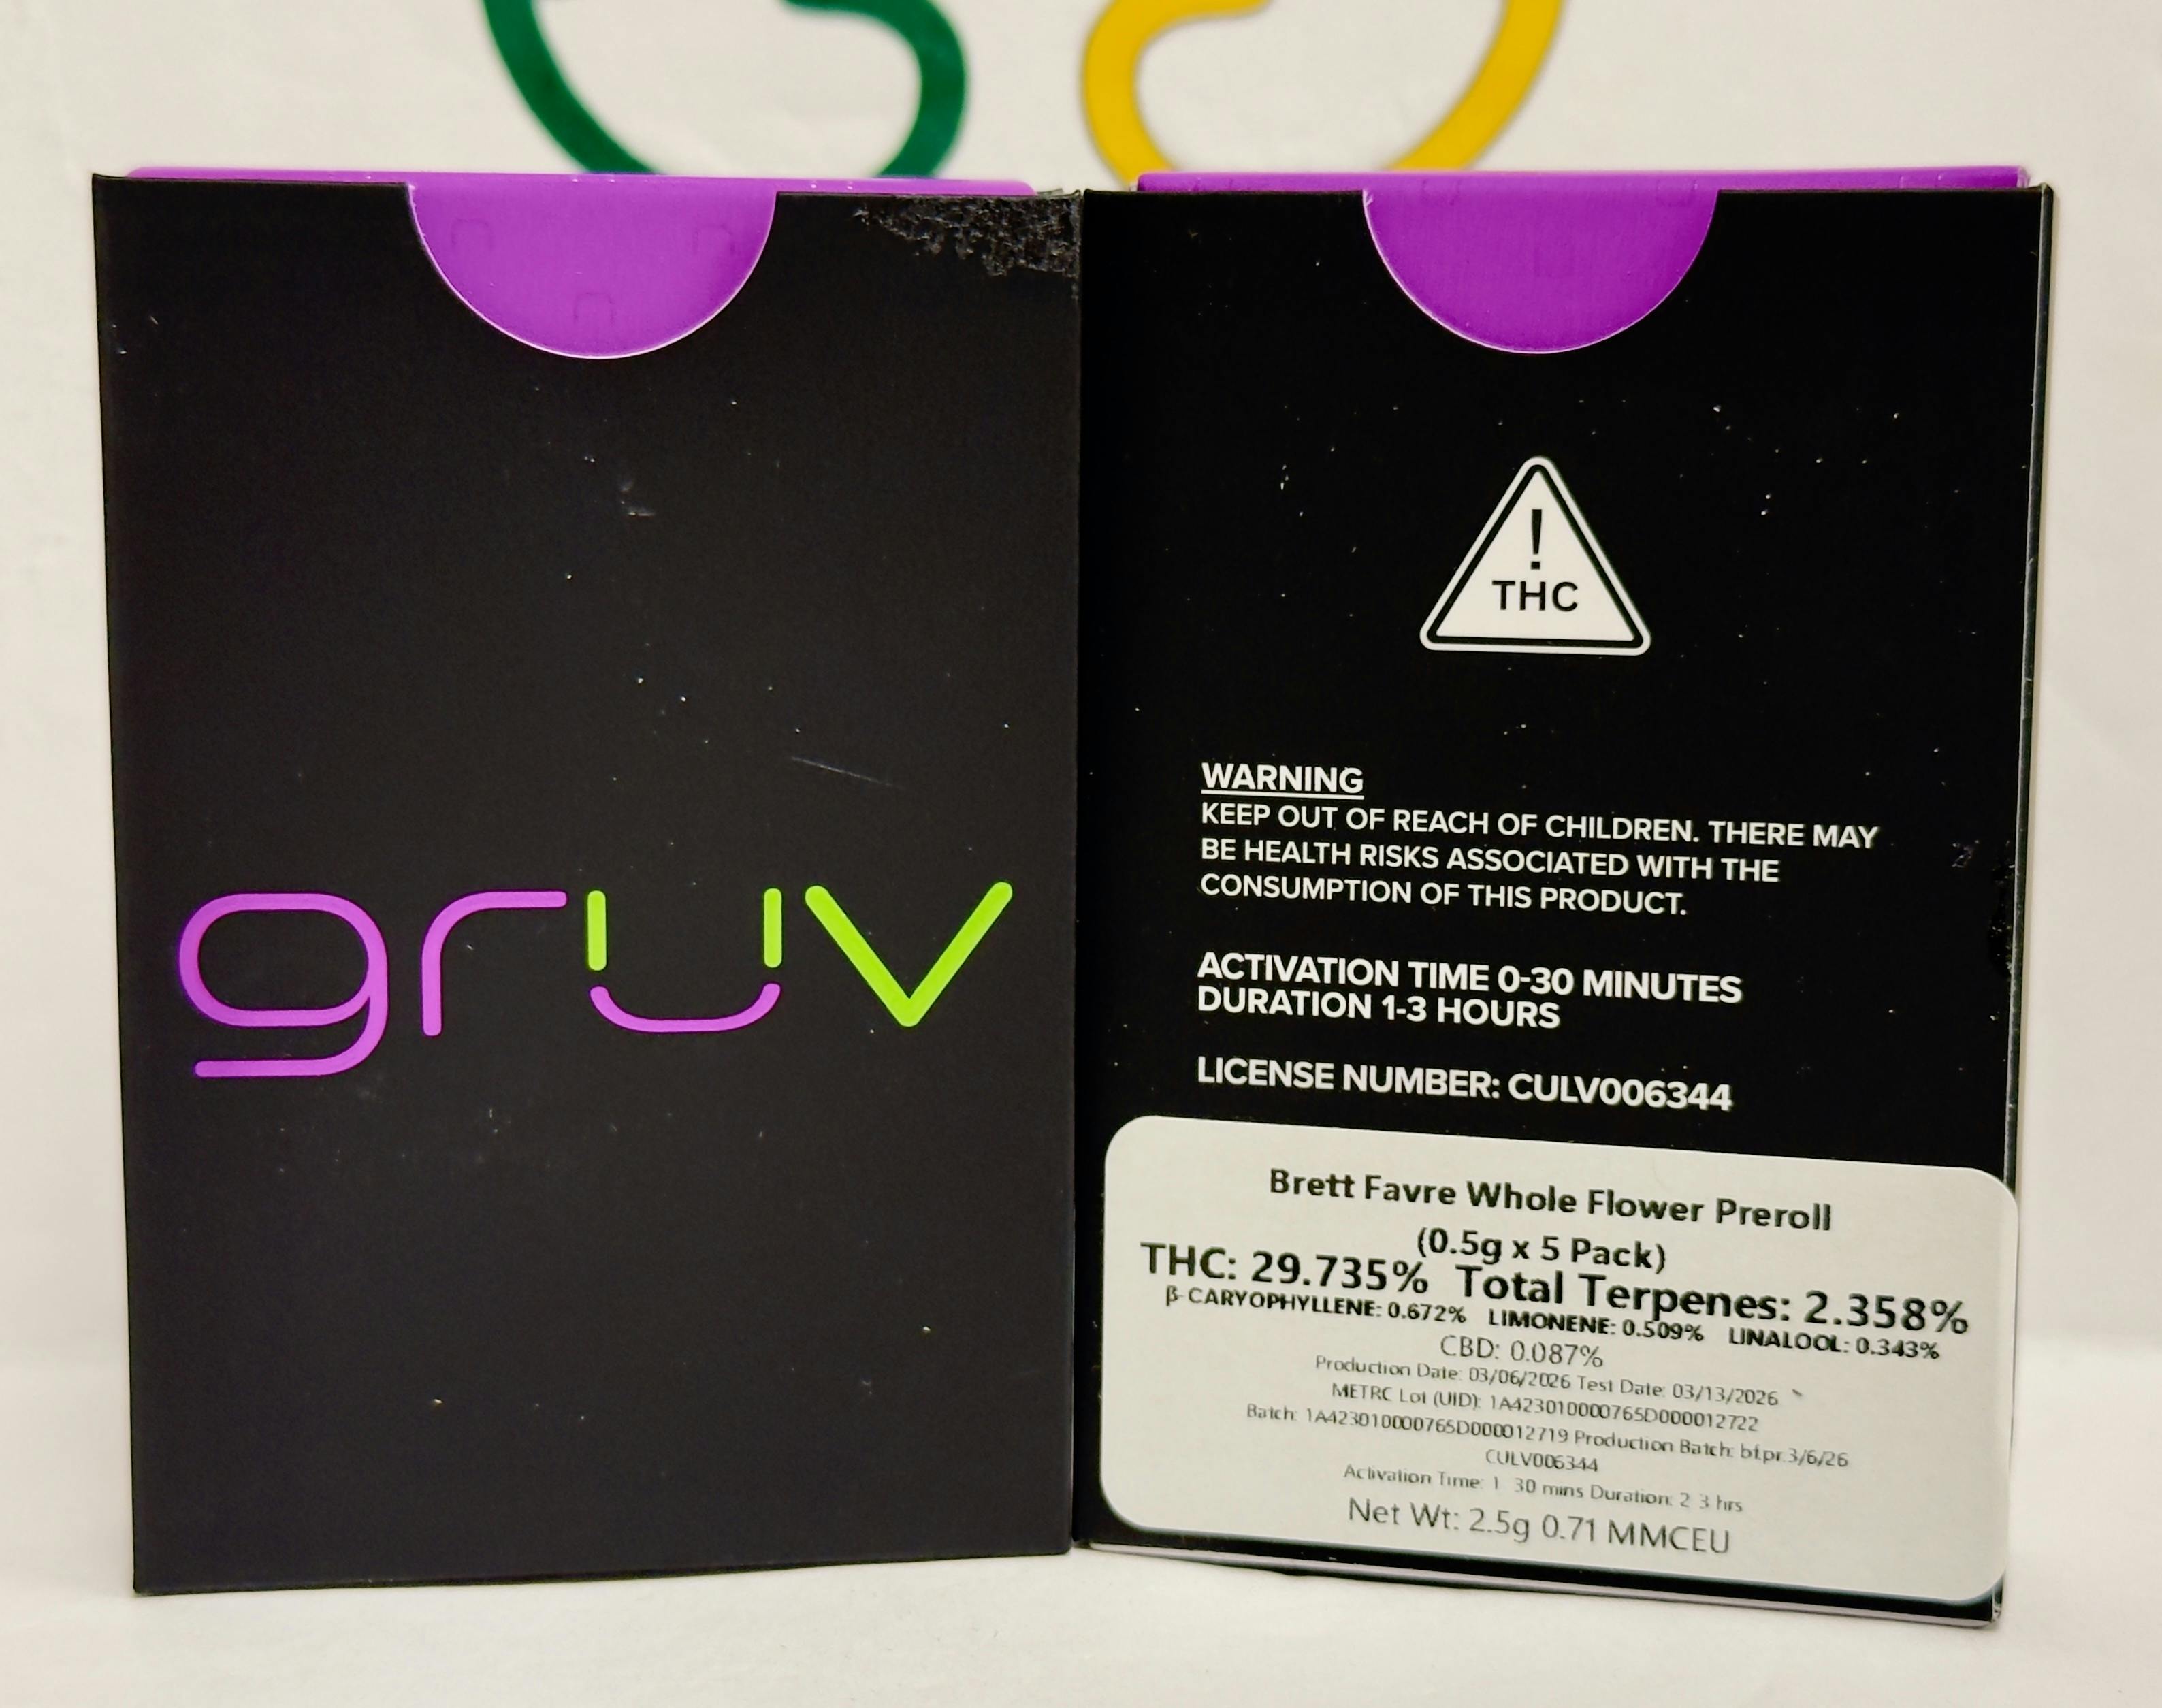 gruv
!
THC
WARNING
KEEP OUT OF REACH OF CHILDREN. THERE MAY
BE HEALTH RISKS ASSOCIATED WITH THE
CONSUMPTION OF THIS PRODUCT.
ACTIVATION TIME 0-30 MINUTES
DURATION 1-3 HOURS
LICENSE NUMBER: CULV006344
Brett Favre Whole Flower Preroll
(0.5g x 5 Pack)
THC: 29.735% Total Terpenes: 2.358%
β-CARYOPHYLLENE: 0.672% LIMONENE: 0.509% LINALOOL: 0.343%
CBD: 0.087%
Production Date: 03/06/2026 Test Date: 03/13/2026
METRC Lot (UID): 1A423010000765D000012722
Batch: 1A423010000765D000012719 Production Batch: bf.pr.3/6/26
CULV006344
Activation Time: 1 30 mins Duration: 2 3 hrs
Net Wt: 2.5g 0.71 MMCEU